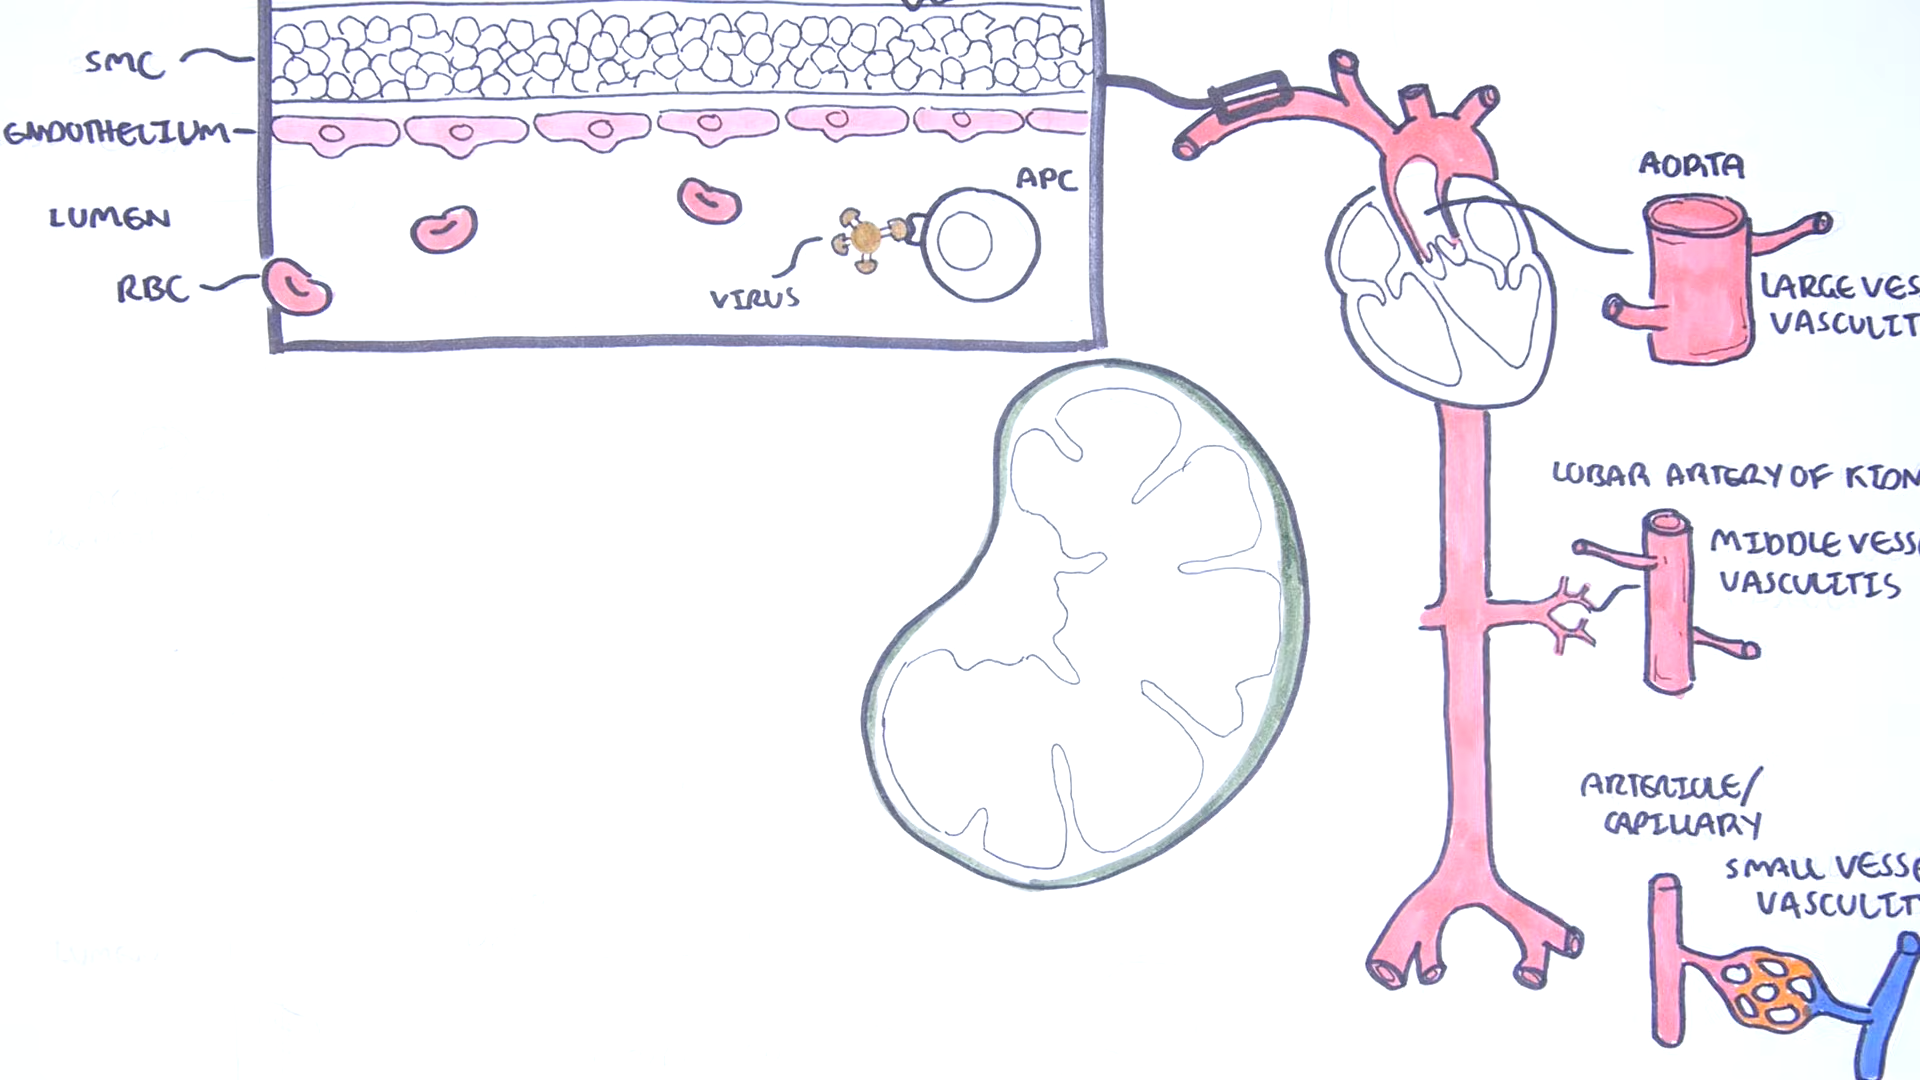 SMC
ENDOTHELIUM
LUMEN
RBC
APC
VIRUS
AORTA
LARGE VES
VASCULIT
LOBAR ARTERY OF KIDN
MIDDLE VESS
VASCULITIS
ARTERIOLE/
CAPILLARY
SMALL VESSE
VASCULIT